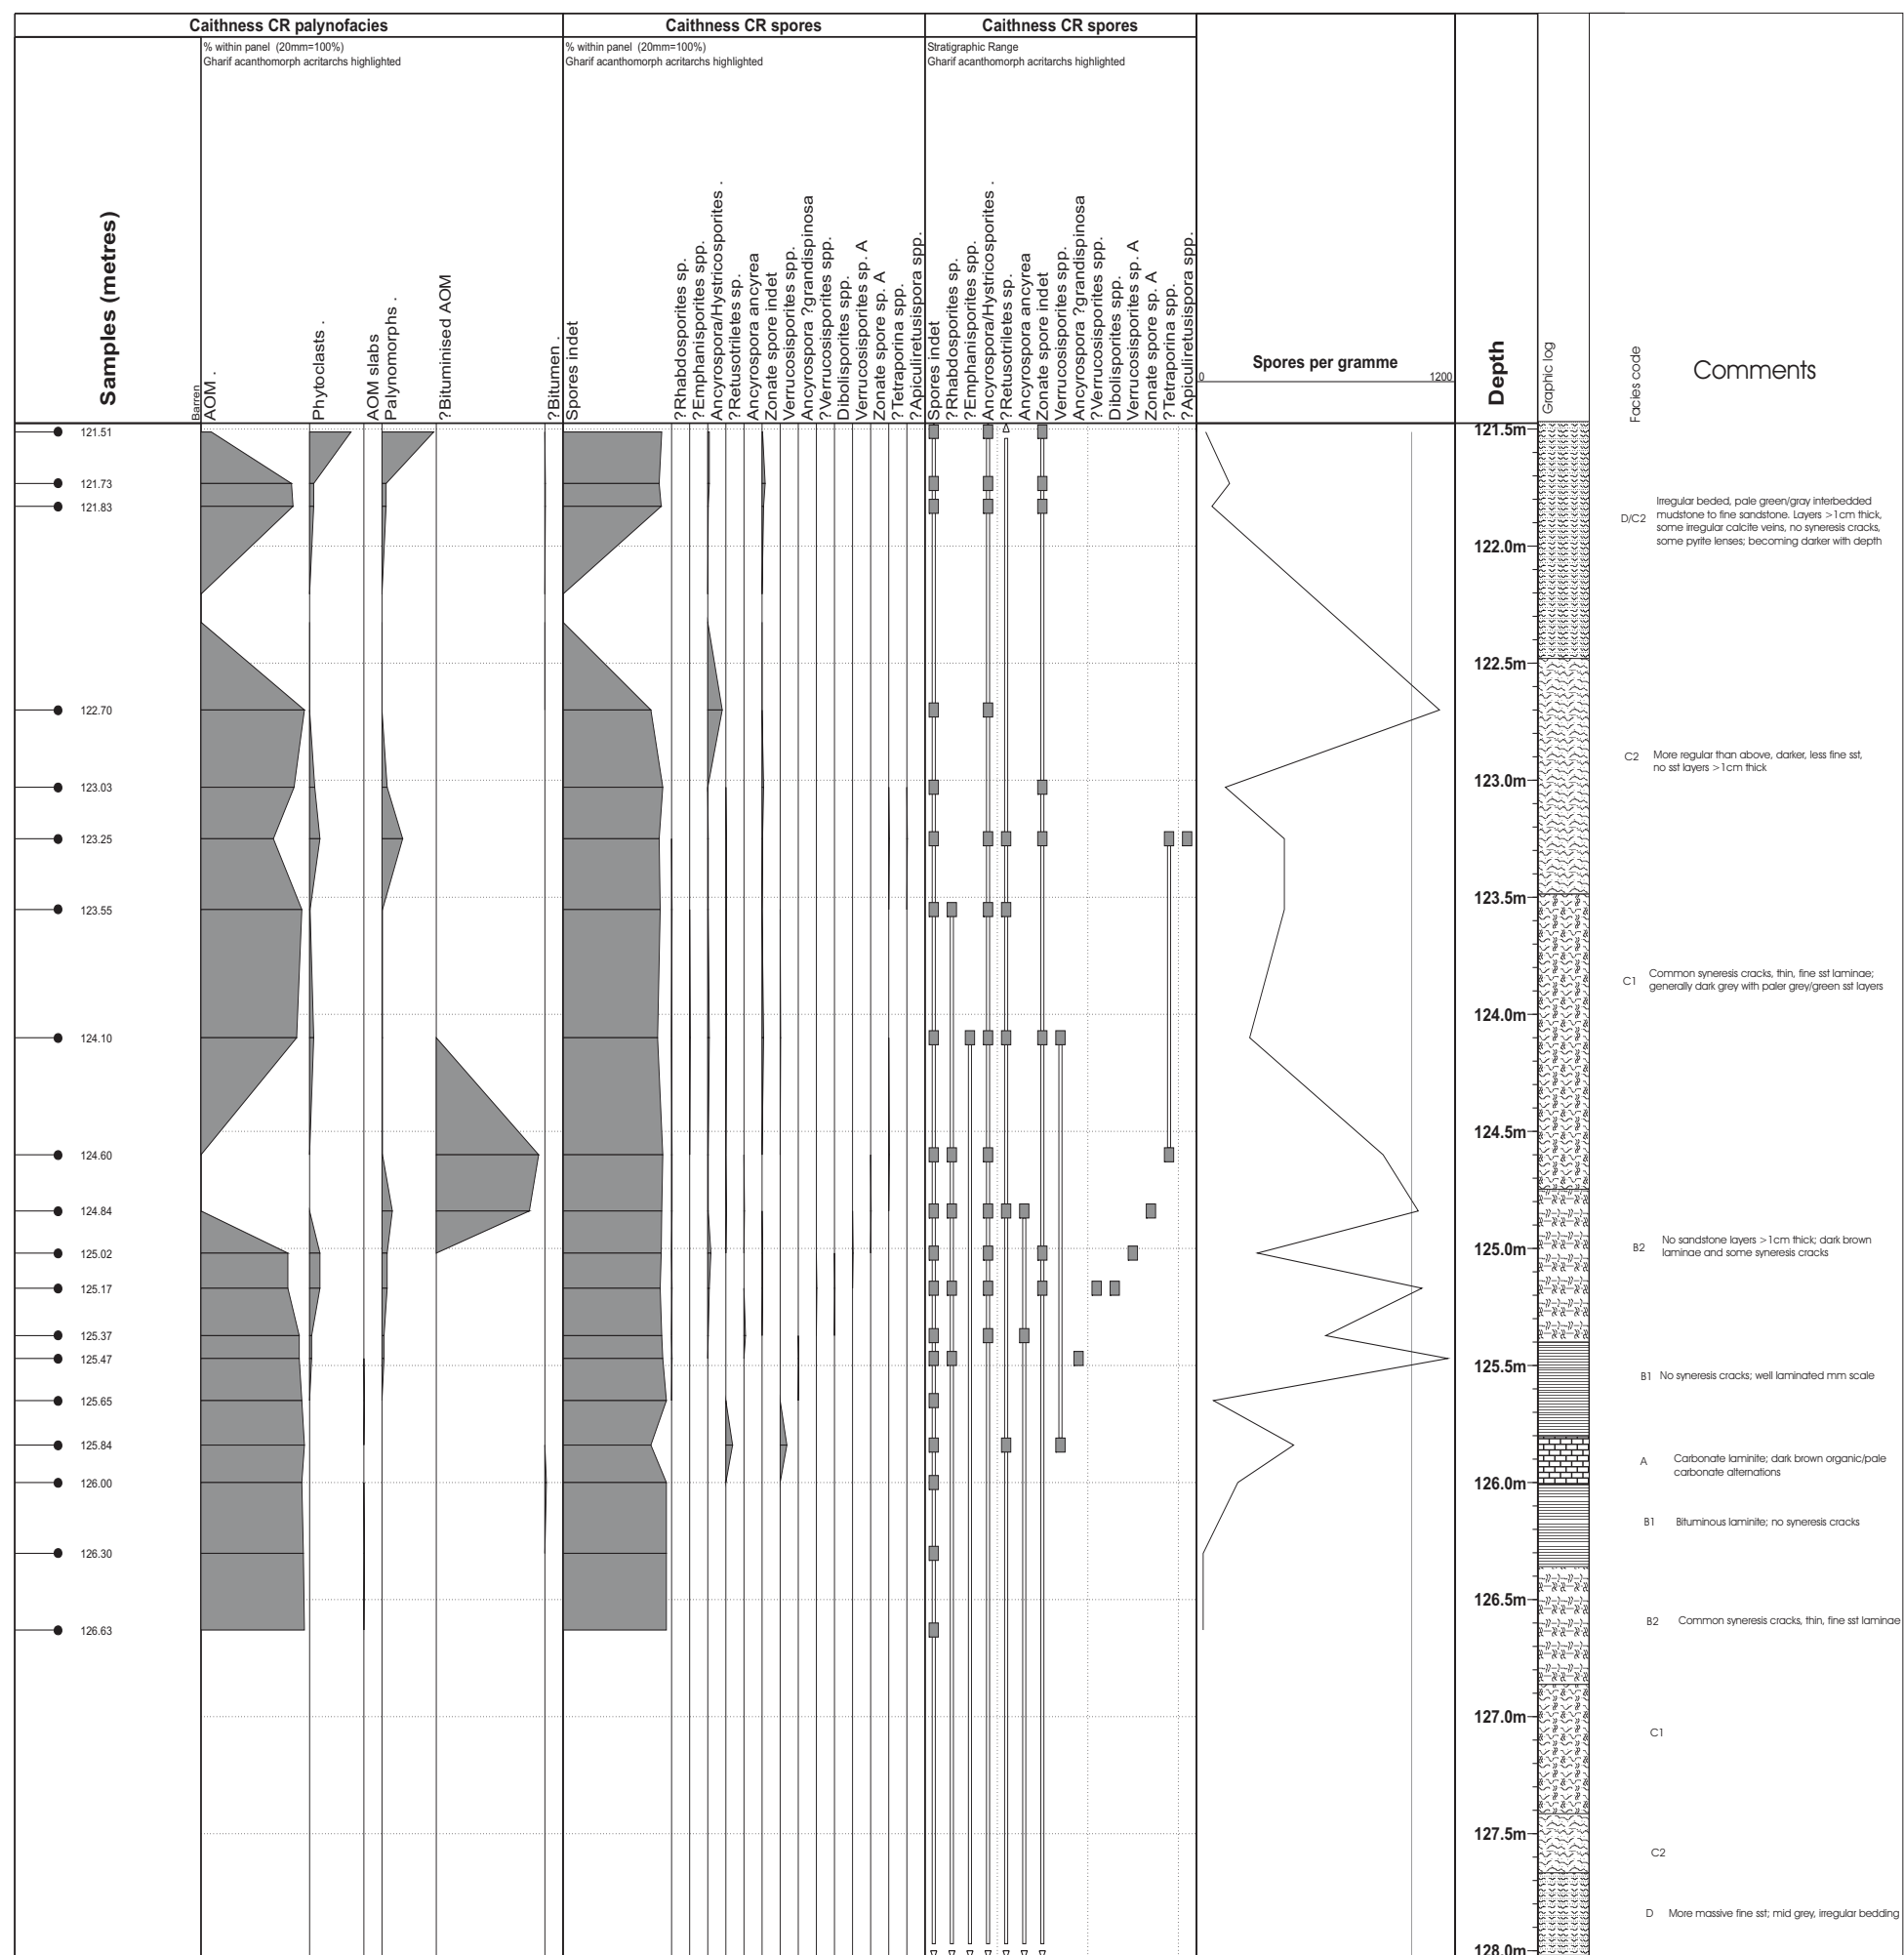 Caithness CR palynofacies
Caithness CR spores
Caithness CR spores
% within panel (20mm=100%)
Gharif acanthomorph acritarchs highlighted
% within panel (20mm=100%)
Gharif acanthomorph acritarchs highlighted
Stratigraphic Range
Gharif acanthomorph acritarchs highlighted
Samples (metres)
Barren
AOM .
Phytoclasts .
AOM slabs
Palynomorphs .
?Bituminised AOM
?Bitumen .
Spores indet
?Rhabdosporites sp.
?Emphanisporites spp.
Ancyrospora/Hystricosporites .
?Retusotriletes sp.
Ancyrospora ancyrea
Zonate spore indet
Verrucosisporites spp.
Ancyrospora ?grandispinosa
?Verrucosisporites spp.
Dibolisporites spp.
Verrucosisporites sp. A
Zonate spore sp. A
?Tetraporina spp.
?Apiculiretusispora spp.
Spores indet
?Rhabdosporites sp.
?Emphanisporites spp.
Ancyrospora/Hystricosporites .
?Retusotriletes sp.
Ancyrospora ancyrea
Zonate spore indet
Verrucosisporites spp.
Ancyrospora ?grandispinosa
?Verrucosisporites spp.
Dibolisporites spp.
Verrucosisporites sp. A
Zonate spore sp. A
?Tetraporina spp.
?Apiculiretusispora spp.
Spores per gramme
0
1200
Depth
Graphic log
Facies code
Comments
121.51
121.73
121.83
122.70
123.03
123.25
123.55
124.10
124.60
124.84
125.02
125.17
125.37
125.47
125.65
125.84
126.00
126.30
126.63
121.5m
122.0m
122.5m
123.0m
123.5m
124.0m
124.5m
125.0m
125.5m
126.0m
126.5m
127.0m
127.5m
128.0m
D/C2
Irregular beded, pale green/gray interbedded
mudstone to fine sandstone. Layers >1cm thick,
some irregular calcite veins, no syneresis cracks,
some pyrite lenses; becoming darker with depth
C2
More regular than above, darker, less fine sst,
no sst layers >1cm thick
C1
Common syneresis cracks, thin, fine sst laminae;
generally dark grey with paler grey/green sst layers
B2
No sandstone layers >1cm thick; dark brown
laminae and some syneresis cracks
B1 No syneresis cracks; well laminated mm scale
A
Carbonate laminite; dark brown organic/pale
carbonate alternations
B1 Bituminous laminite; no syneresis cracks
B2 Common syneresis cracks, thin, fine sst laminae
C1
C2
D More massive fine sst; mid grey, irregular bedding